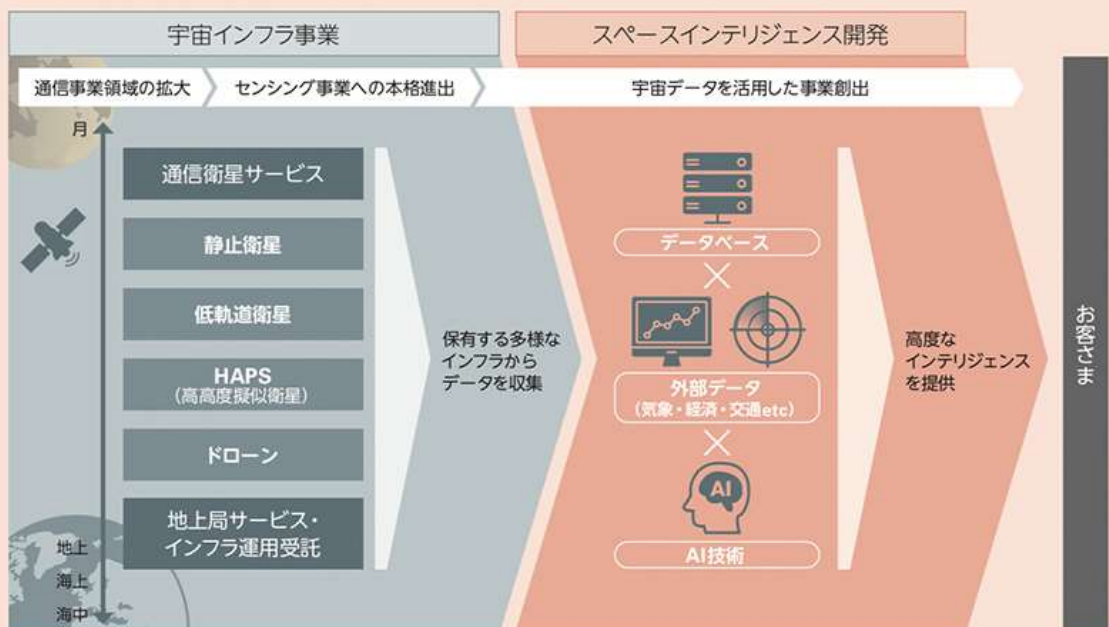 宇宙インフラ事業
スペースインテリジェンス開発
通信事業領域の拡大
センシング事業への本格進出
宇宙データを活用した事業創出
月
通信衛星サービス
静止衛星
低軌道衛星
HAPS
(高高度擬似衛星)
ドローン
地上局サービス・
インフラ運用受託
地上
海上
海中
保有する多様な
インフラから
データを収集
データベース
×
外部データ
(気象・経済・交通etc)
×
AI
AI技術
高度な
インテリジェンス
を提供
お客さま